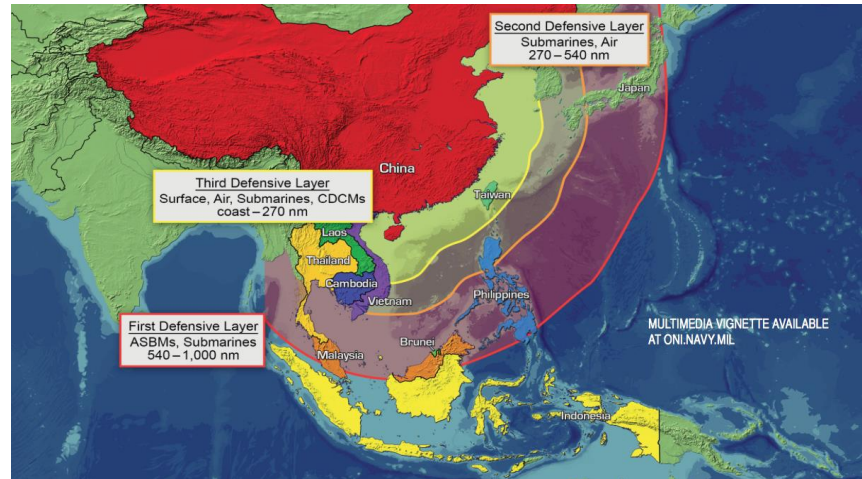 Second Defensive Layer
Submarines, Air
270 – 540 nm
Japan
China
Third Defensive Layer
Surface, Air, Submarines, CDCMs
coast – 270 nm
Taiwan
Laos
Thailand
Cambodia
Vietnam
Philippines
First Defensive Layer
ASBMs, Submarines
540 – 1,000 nm
MULTIMEDIA VIGNETTE AVAILABLE
AT ONI.NAVY.MIL
Brunei
Malaysia
Indonesia